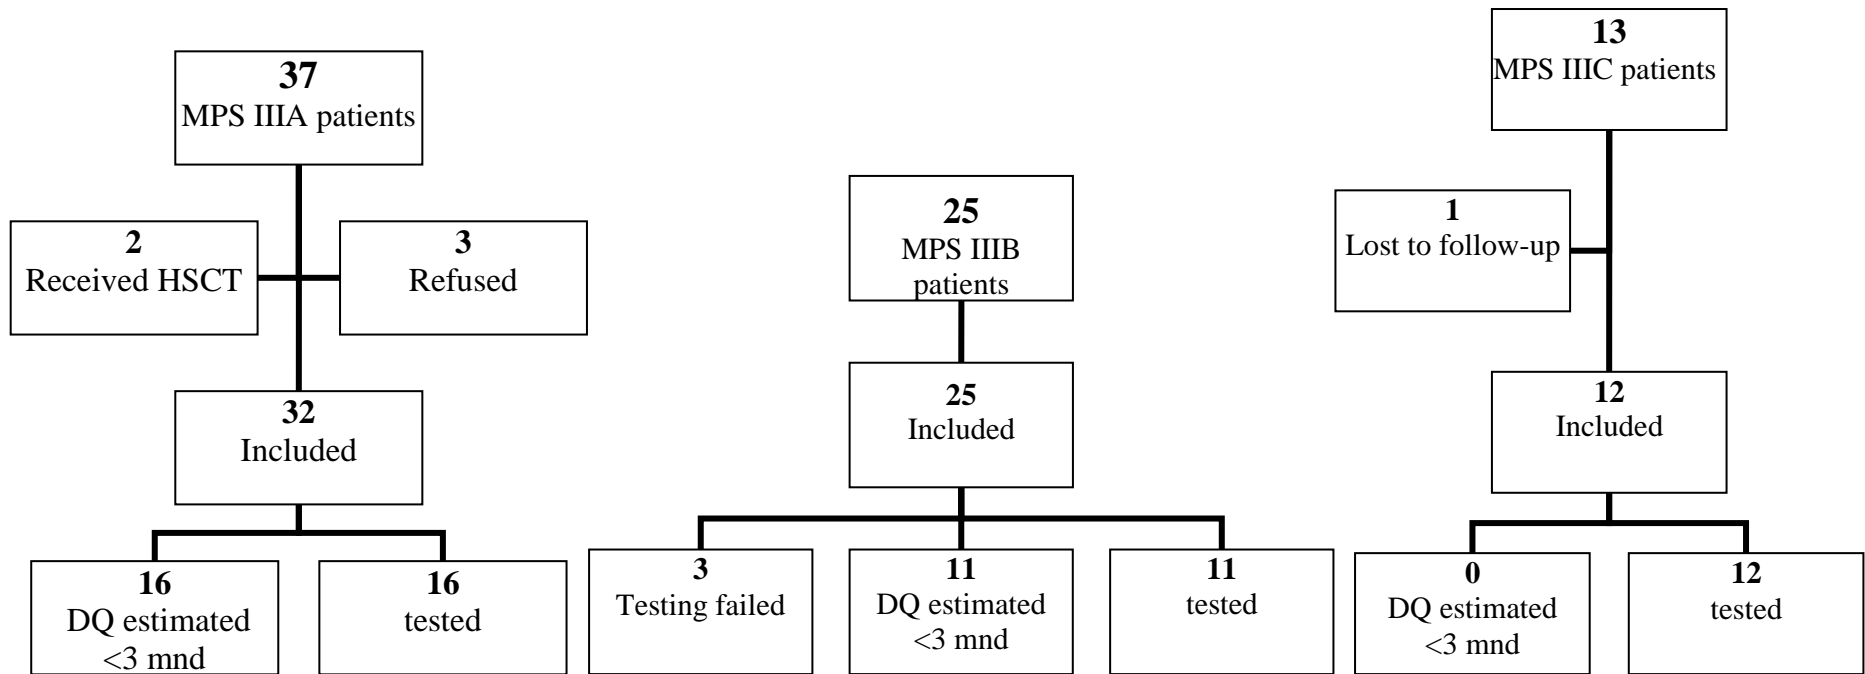 37
MPS IIIA patients
2
Received HSCT
3
Refused
32
Included
16
DQ estimated
<3 mnd
16
tested
25
MPS IIIB
patients
25
Included
3
Testing failed
11
DQ estimated
<3 mnd
11
tested
13
MPS IIIC patients
1
Lost to follow-up
12
Included
0
DQ estimated
<3 mnd
12
tested